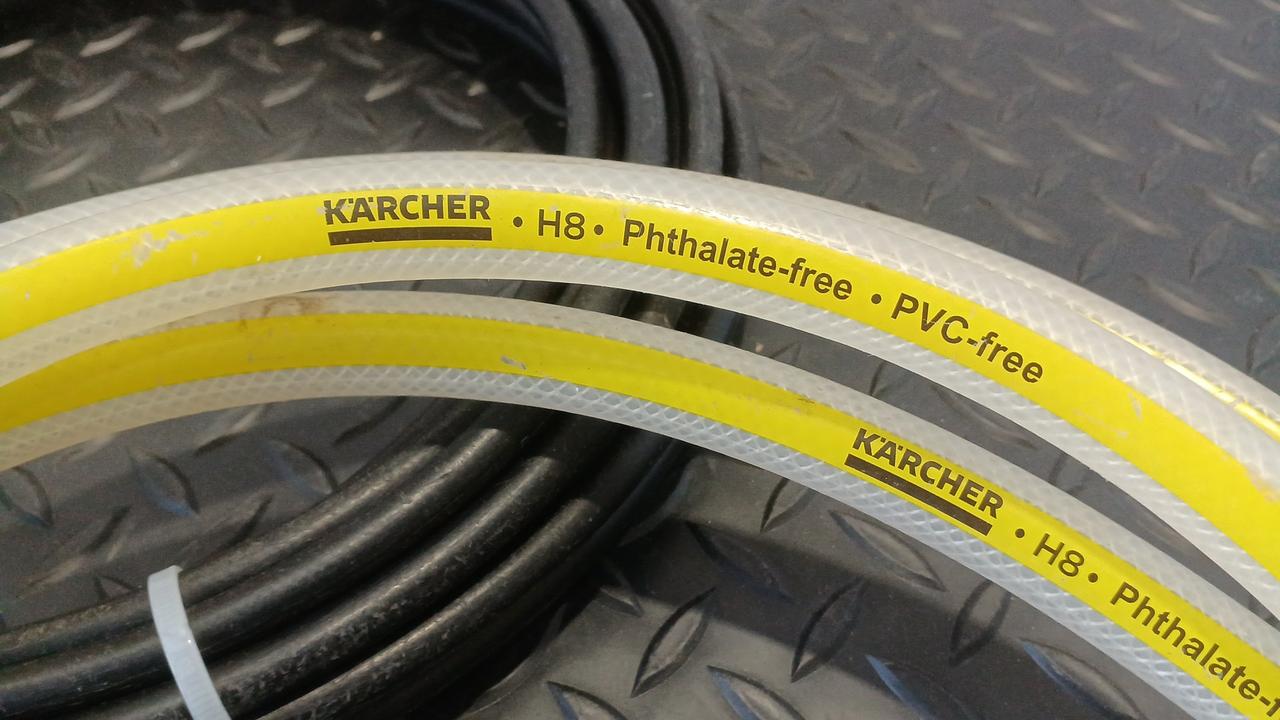 KÄRCHER • H8 • Phthalate-free • PVC-free
KÄRCHER • H8 • Phthalate-